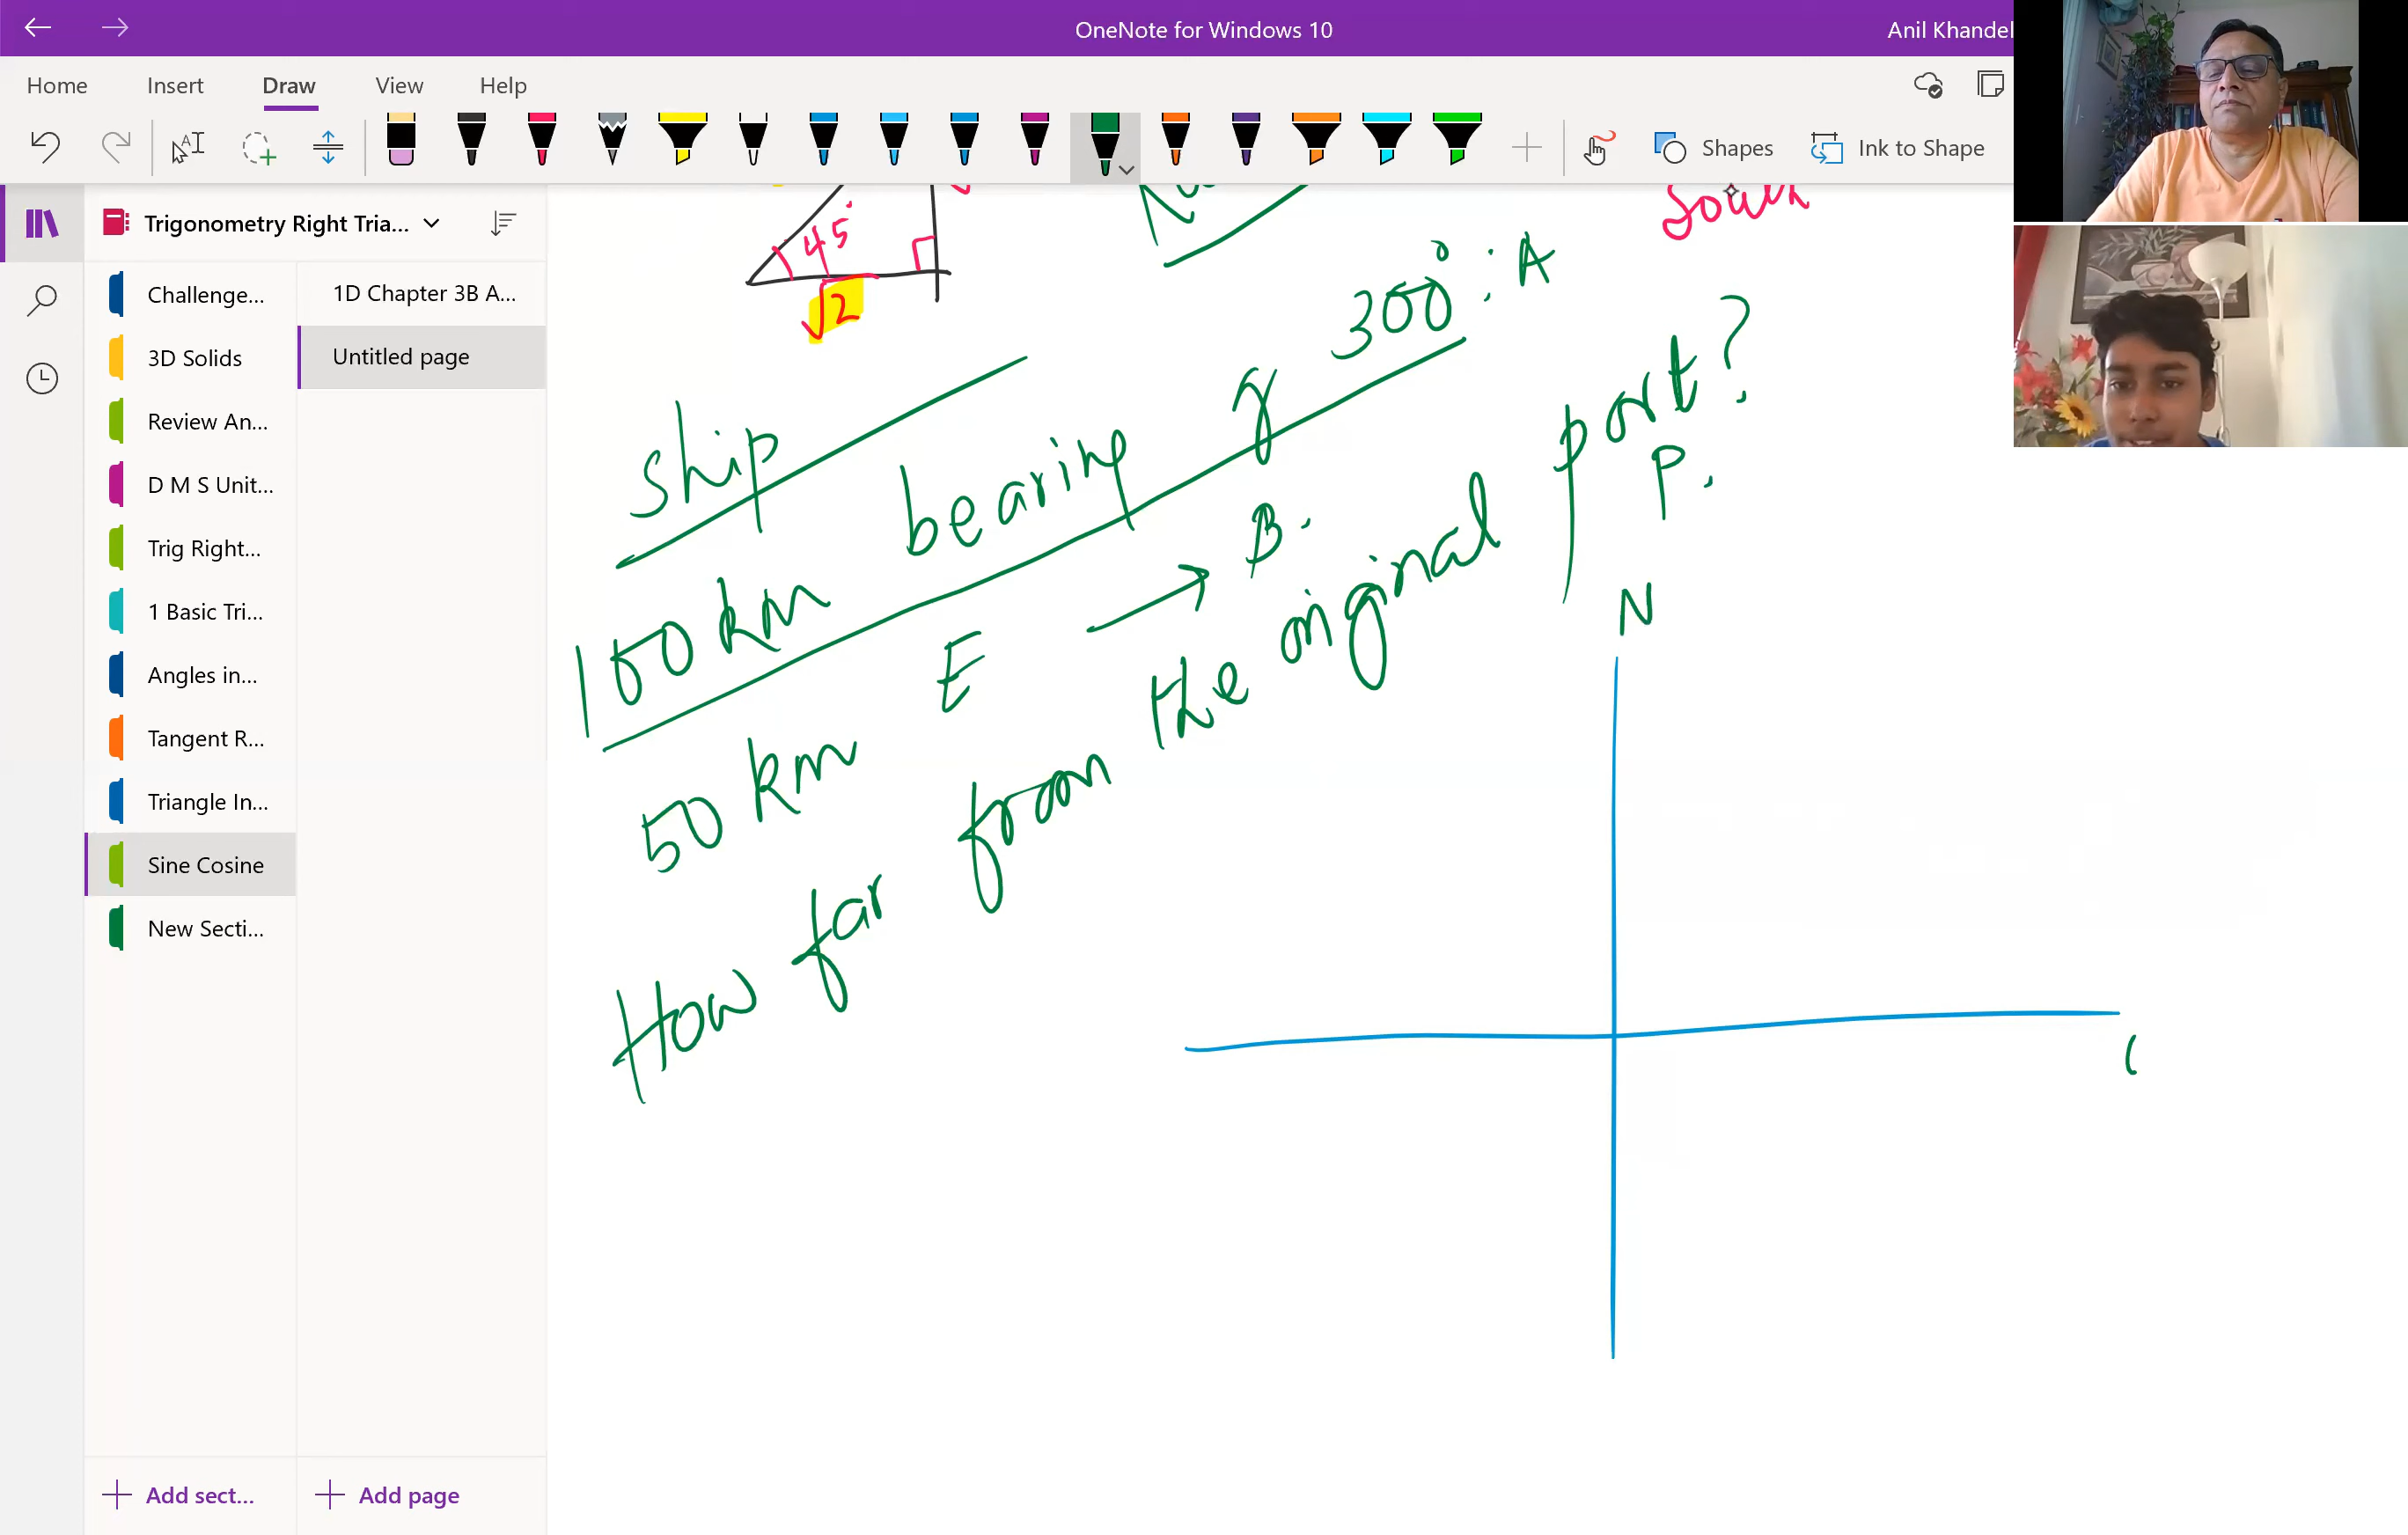 OneNote for Windows 10
Anil Khandel
Home Insert Draw View Help
Shapes
Ink to Shape
Trigonometry Right Tria...
Challenge...
3D Solids
Review An...
D M S Unit...
Trig Right...
1 Basic Tri...
Angles in...
Tangent R...
Triangle In...
Sine Cosine
New Secti...
1D Chapter 3B A...
Untitled page
Add sect...
Add page
45°
√2
South
ship
100 km bearing of 300° : A
50 km E → B.
How far from the original port?
P.
N